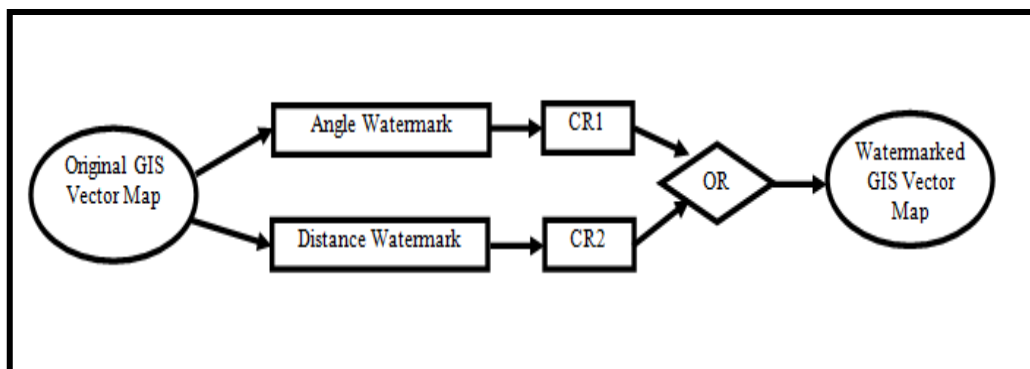 Original GIS
Vector Map
Angle Watermark
CR1
Distance Watermark
CR2
OR
Watermarked
GIS Vector
Map